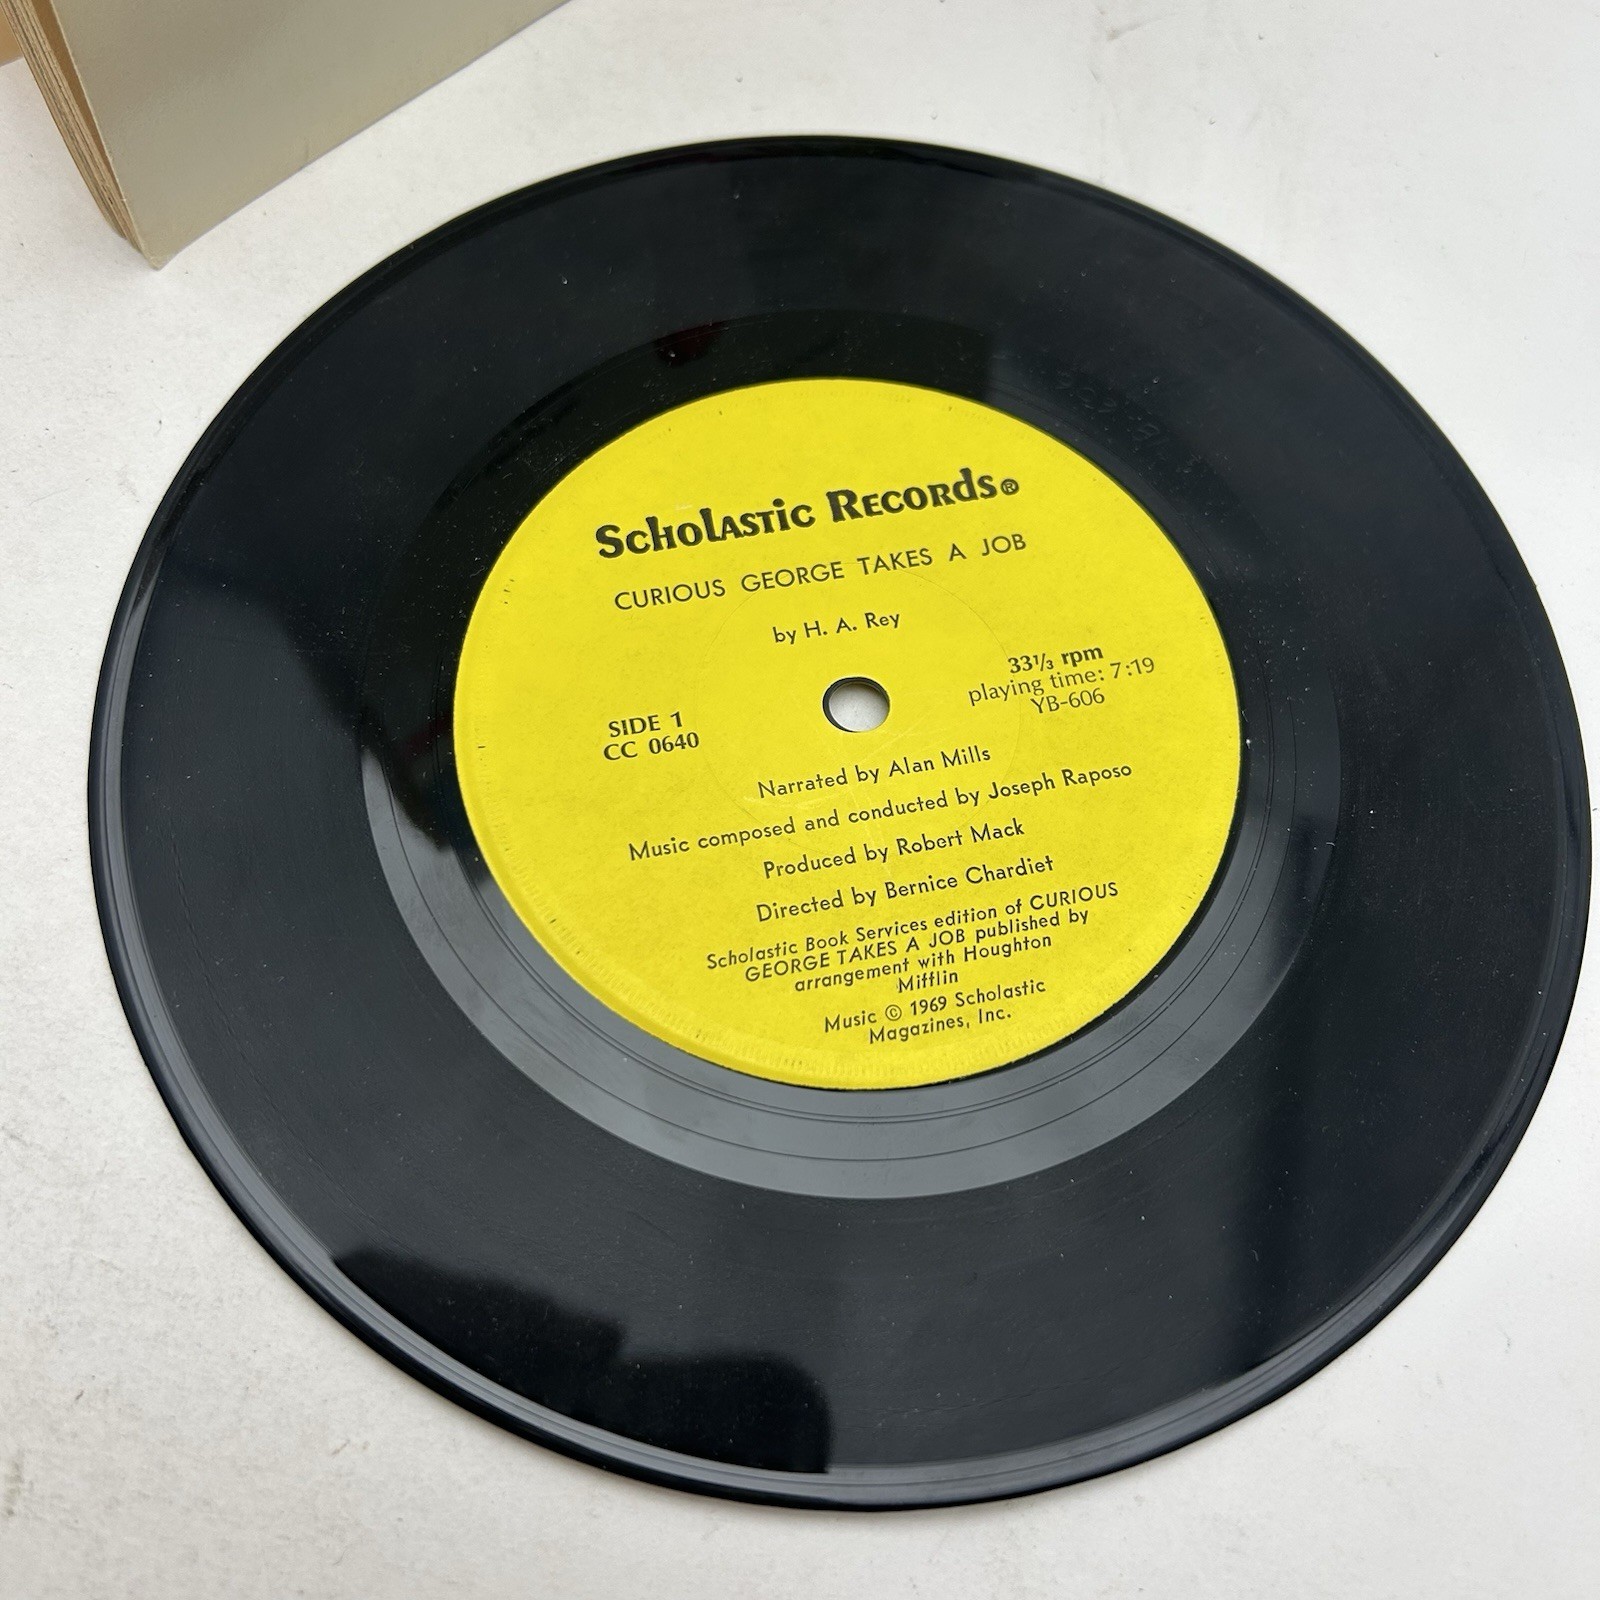 Scholastic Records®
CURIOUS GEORGE TAKES A JOB
by H. A. Rey
33⅓ rpm
playing time: 7:19
YB-606
SIDE 1
CC 0640
Narrated by Alan Mills
Music composed and conducted by Joseph Raposo
Produced by Robert Mack
Directed by Bernice Chardiet
Scholastic Book Services edition of CURIOUS
GEORGE TAKES A JOB published by
arrangement with Houghton
Mifflin
Music © 1969 Scholastic
Magazines, Inc.